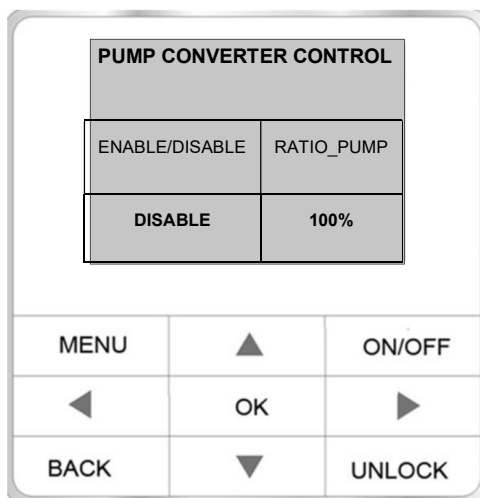 PUMP CONVERTER CONTROL
ENABLE/DISABLE RATIO_PUMP
DISABLE 100%
MENU ON/OFF
OK
BACK UNLOCK